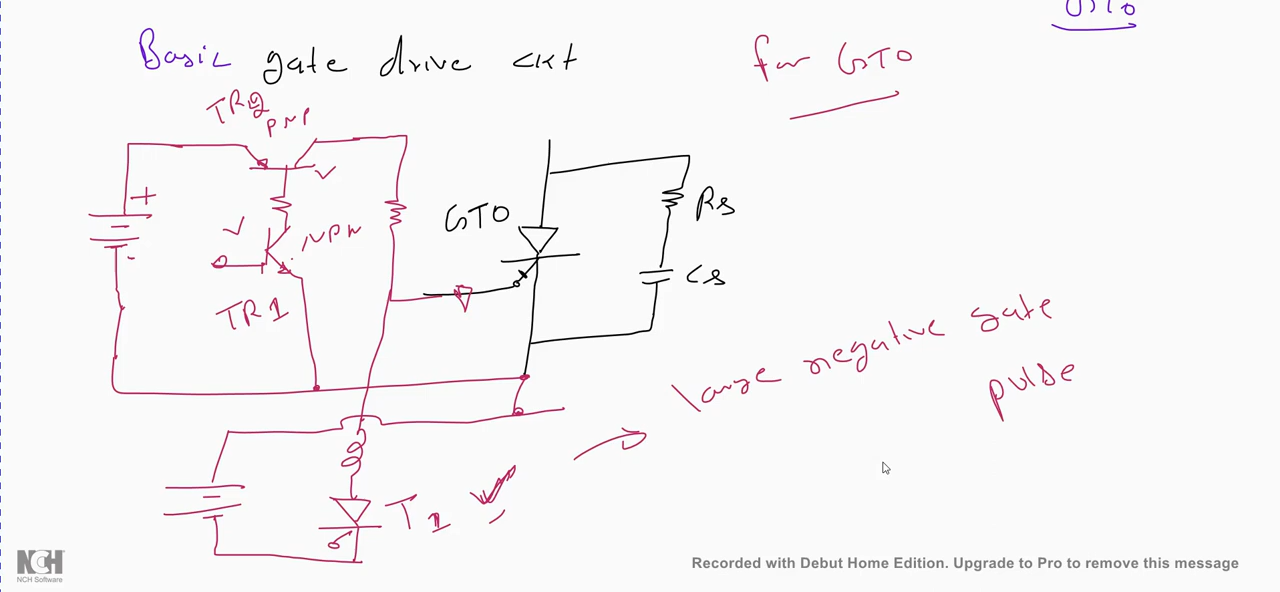 GTO
Basic gate drive ckt
for GTO
TR2
PNP
+
GTO
Rs
NPN
-
Cs
TR1
large negative gate
pulse
T1
NCH
NCH Software
Recorded with Debut Home Edition. Upgrade to Pro to remove this message